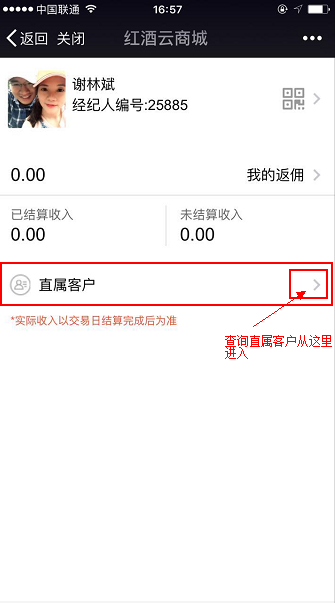 中国联通 16:57
返回 关闭 红酒云商城
谢林斌
经纪人编号:25885
0.00 我的返佣
已结算收入 未结算收入
0.00 0.00
直属客户
*实际收入以交易日结算完成后为准
查询直属客户从这里
进入